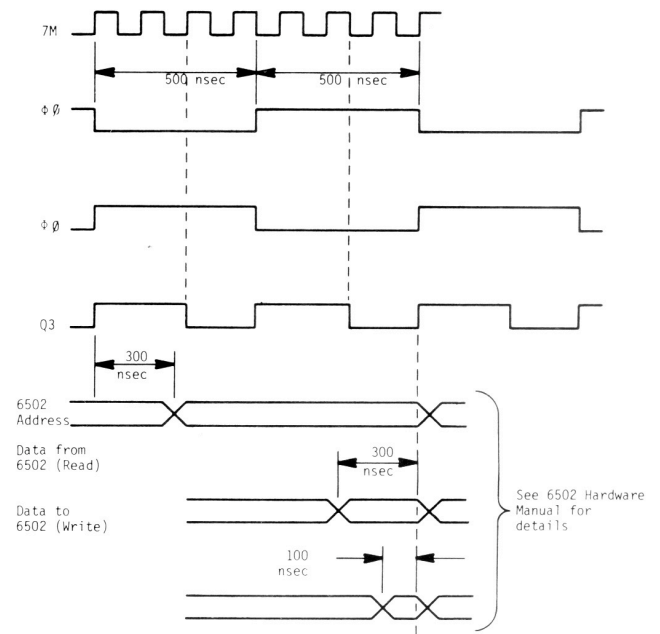 7M
500 nsec
500 nsec
Φ Ø
Φ Ø
Q3
300
nsec
6502
Address
Data from
6502 (Read)
300
nsec
Data to
6502 (Write)
See 6502 Hardware
Manual for
details
100
nsec